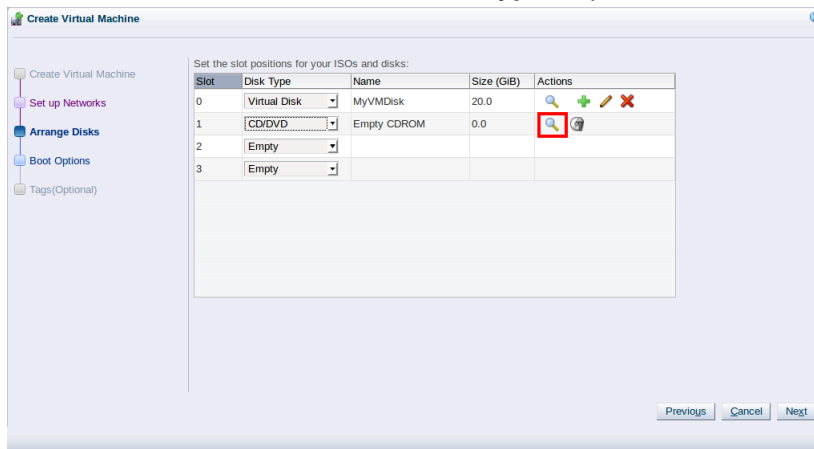 Create Virtual Machine
Create Virtual Machine
Set up Networks
Arrange Disks
Boot Options
Tags(Optional)
Set the slot positions for your ISOs and disks:
Slot Disk Type Name Size (GiB) Actions
0 Virtual Disk MyVMDisk 20.0
1 CD/DVD Empty CDROM 0.0
2 Empty
3 Empty
Previous Cancel Next